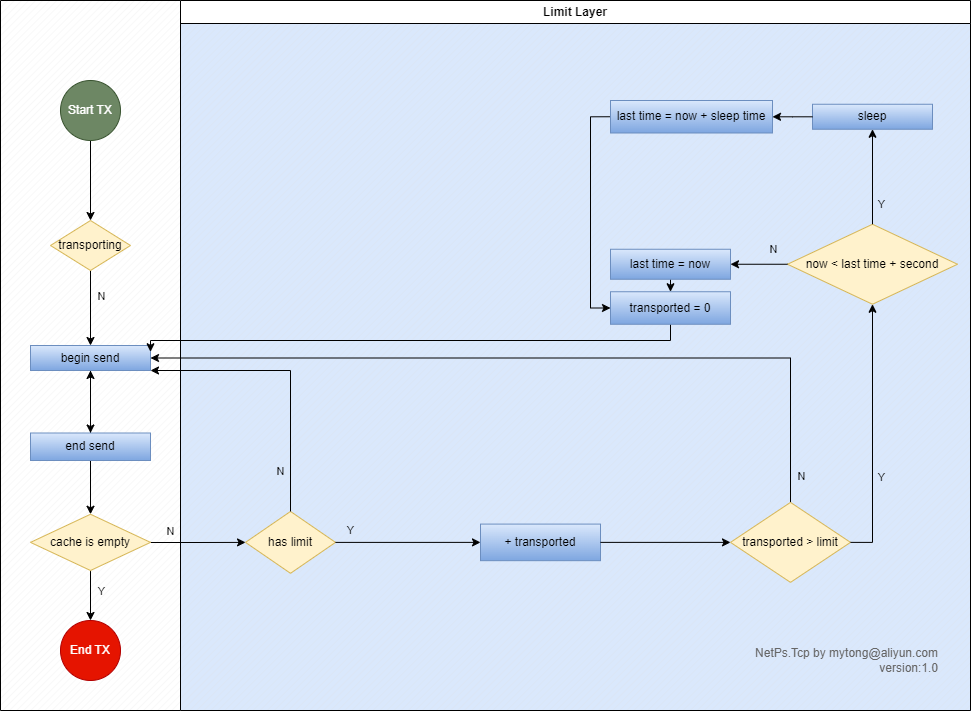 Limit Layer
Start TX
last time = now + sleep time
sleep
Y
transporting
N
last time = now
now < last time + second
N
transported = 0
begin send
end send
N
N
Y
cache is empty
N
has limit
Y
+ transported
transported > limit
Y
End TX
NetPs.Tcp by mytong@aliyun.com
version:1.0